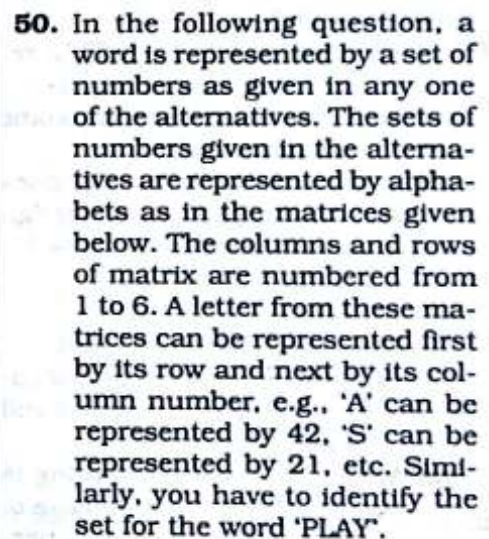 50. In the following question, a
word is represented by a set of
numbers as given in any one
of the alternatives. The sets of
numbers given in the alterna-
tives are represented by alpha-
bets as in the matrices given
below. The columns and rows
of matrix are numbered from
1 to 6. A letter from these ma-
trices can be represented first
by its row and next by its col-
umn number, e.g., 'A' can be
represented by 42, 'S' can be
represented by 21, etc. Simi-
larly, you have to identify the
set for the word 'PLAY'.